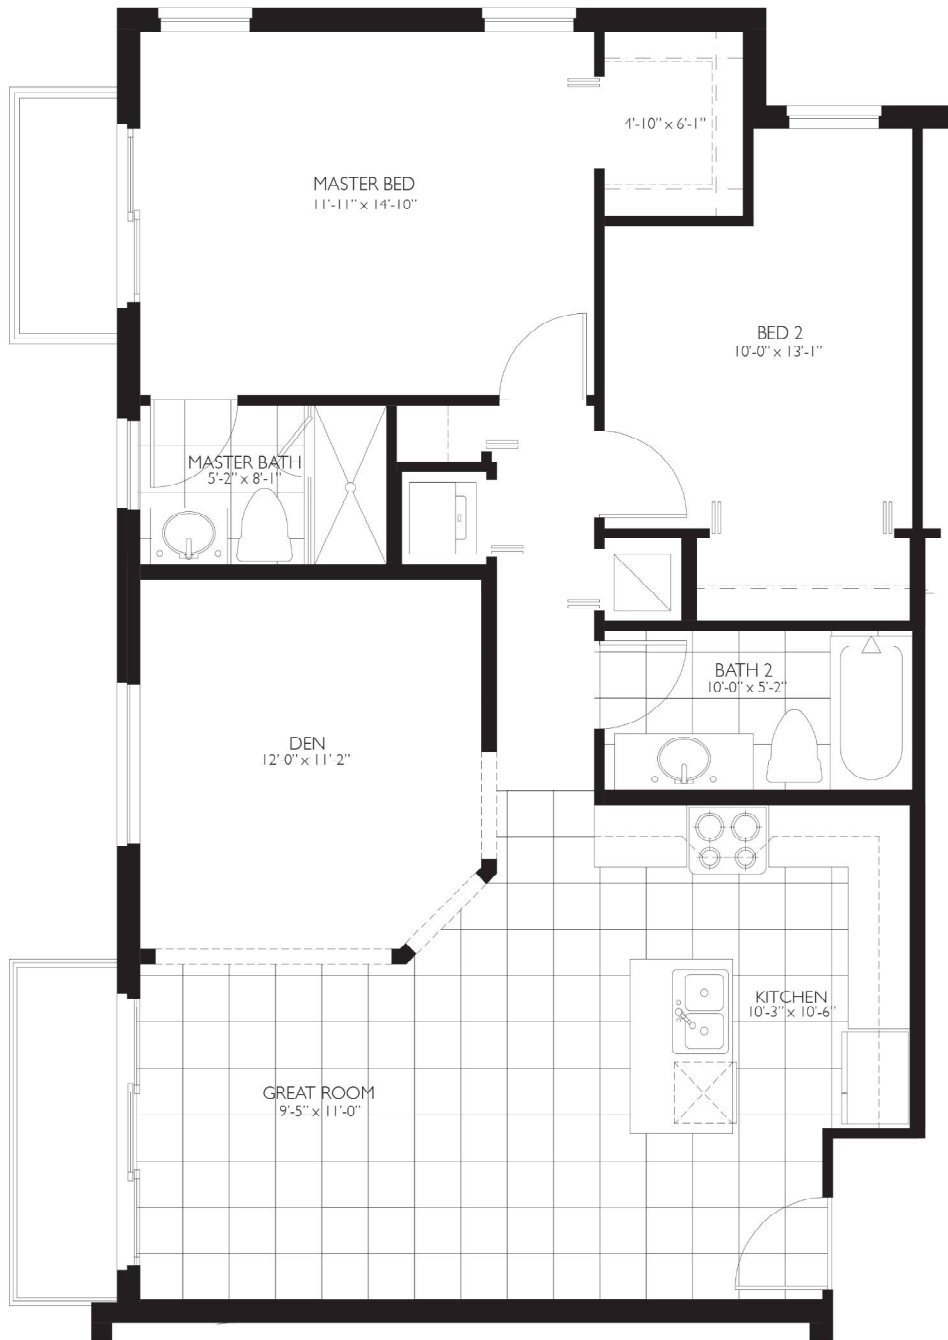 4'-10" x 6'-1"
MASTER BED
11'-11" x 14'-10"
BED 2
10'-0" x 13'-1"
MASTER BATH
5'-2" x 8'-1"
BATH 2
10'-0" x 5'-2"
DEN
12'-0" x 11'-2"
KITCHEN
10'-3" x 10'-6"
GREAT ROOM
9'-5" x 11'-0"